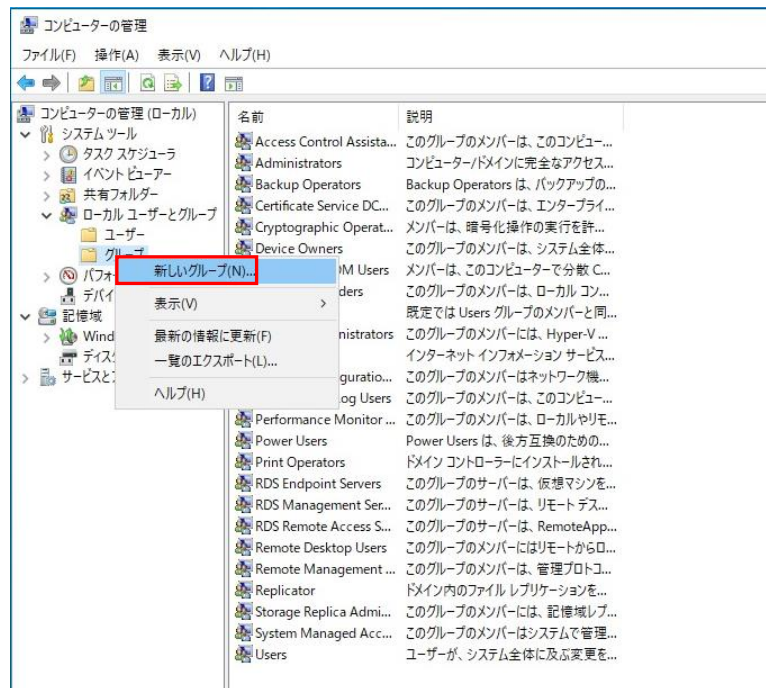 コンピューターの管理
ファイル(F) 操作(A) 表示(V) ヘルプ(H)
コンピューターの管理 (ローカル)
システム ツール
タスク スケジューラ
イベント ビューアー
共有フォルダー
ローカル ユーザーとグループ
ユーザー
グループ
パフォ
デバイ
記憶域
Wind
ディス
サービスと
新しいグループ(N)...
表示(V)
最新の情報に更新(F)
一覧のエクスポート(L)...
ヘルプ(H)
名前 説明
Access Control Assista... このグループのメンバーは、このコンピュー...
Administrators コンピューター/ドメインに完全なアクセス...
Backup Operators Backup Operators は、バックアップの...
Certificate Service DC... このグループのメンバーは、エンタープライ...
Cryptographic Operat... メンバーは、暗号化操作の実行を許...
Device Owners このグループのメンバーは、システム全体...
M Users メンバーは、このコンピューターで分散 C...
ders このグループのメンバーは、ローカル コン...
既定では Users グループのメンバーと同...
nistrators このグループのメンバーには、Hyper-V ...
インターネット インフォメーション サービス...
guratio... このグループのメンバーはネットワーク機...
og Users このグループのメンバーは、このコンピュー...
Performance Monitor ... このグループのメンバーは、ローカルやリモ...
Power Users Power Users は、後方互換のための...
Print Operators ドメイン コントローラーにインストールされ...
RDS Endpoint Servers このグループのサーバーは、仮想マシンを...
RDS Management Ser... このグループのサーバーは、リモート デス...
RDS Remote Access S... このグループのサーバーは、RemoteApp...
Remote Desktop Users このグループのメンバーにはリモートからロ...
Remote Management ... このグループのメンバーは、管理プロトコ...
Replicator ドメイン内のファイル レプリケーションを...
Storage Replica Admi... このグループのメンバーには、記憶域レプ...
System Managed Acc... このグループのメンバーはシステムで管理...
Users ユーザーが、システム全体に及ぶ変更を...